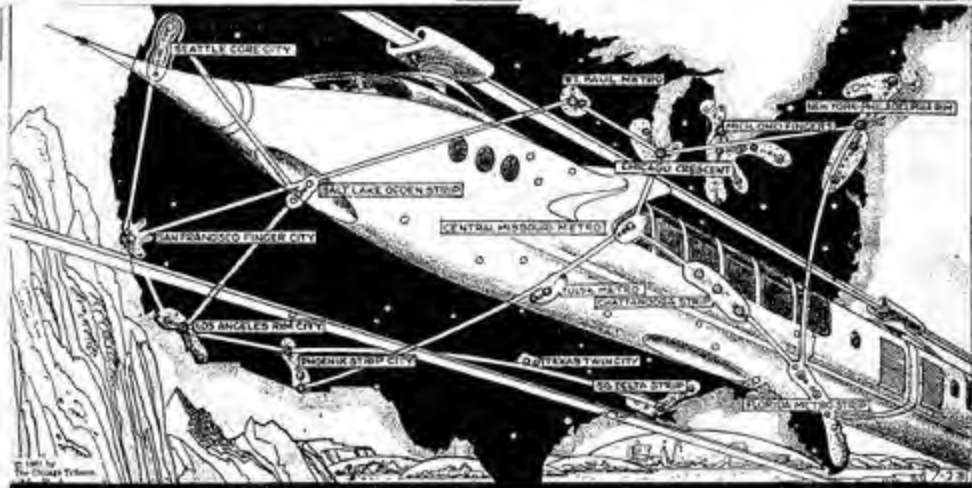 SEATTLE CORE CITY
ST. PAUL METRO
NEW YORK-PHILADELPHIA RIM
MICH.OHIO FINGERS
CHICAGO CRESCENT
SALT LAKE OGDEN STRIP
CENTRAL MISSOURI METRO
SAN FRANCISCO FINGER CITY
TULSA METRO
CHATTANOOGA STRIP
LOS ANGELES RIM CITY
PHOENIX STRIP CITY
TEXAS TWIN CITY
SO. DELTA STRIP
FLORIDA METRO STRIP
by
The Chicago Tribune